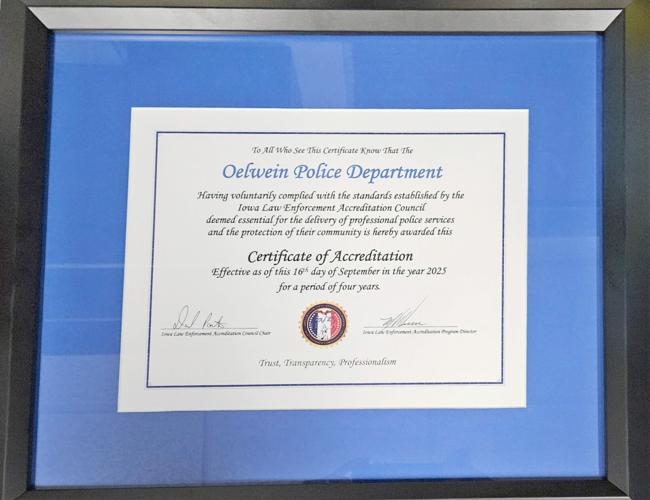 To All Who See This Certificate Know That The
Oelwein Police Department
Having voluntarily complied with the standards established by the
Iowa Law Enforcement Accreditation Council
deemed essential for the delivery of professional police services
and the protection of their community is hereby awarded this
Certificate of Accreditation
Effective as of this 16th day of September in the year 2025
for a period of four years.
Iowa Law Enforcement Accreditation Council Chair
Iowa Law Enforcement Accreditation Program Director
Trust, Transparency, Professionalism